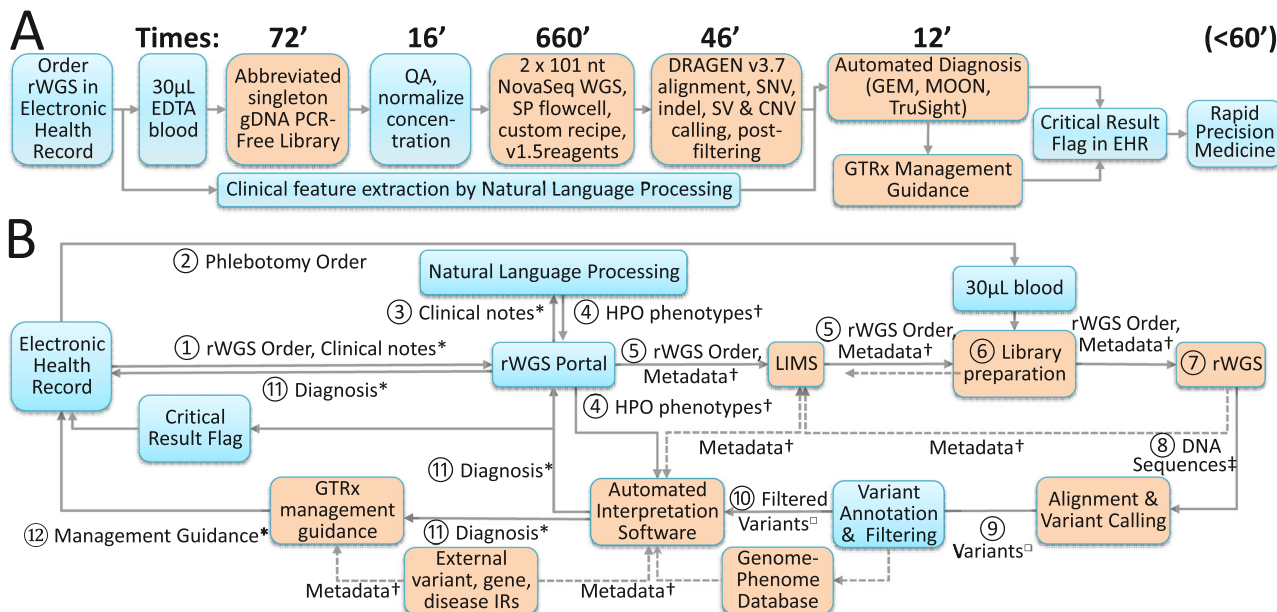 A
Times: 72’ 16’ 660’ 46’ 12’ (<60’)
Order
rWGS in
Electronic
Health
Record
30µL
EDTA
blood
Abbreviated
singleton
gDNA PCR-
Free Library
QA,
normalize
concen-
tration
2 x 101 nt
NovaSeq WGS,
SP flowcell,
custom recipe,
v1.5reagents
DRAGEN v3.7
alignment, SNV,
indel, SV & CNV
calling, post-
filtering
Automated Diagnosis
(GEM, MOON,
TruSight)
GTRx Management
Guidance
Critical Result
Flag in EHR
Rapid
Precision
Medicine
Clinical feature extraction by Natural Language Processing
B
② Phlebotomy Order
Natural Language Processing
30µL blood
③ Clinical notes*
④ HPO phenotypes†
Electronic
Health
Record
① rWGS Order, Clinical notes*
⑪ Diagnosis*
rWGS Portal
⑤ rWGS Order,
Metadata†
LIMS
⑤ rWGS Order,
Metadata†
⑥ Library
preparation
rWGS Order,
Metadata†
⑦ rWGS
④ HPO phenotypes†
Critical
Result Flag
Metadata†
Metadata†
⑧ DNA
Sequences‡
⑪ Diagnosis*
GTRx
management
guidance
⑫ Management Guidance*
⑪ Diagnosis*
Automated
Interpretation
Software
⑩ Filtered
Variants□
Variant
Annotation
& Filtering
⑨
Variants□
Alignment &
Variant Calling
Metadata†
External
variant, gene,
disease IRs
Metadata†
Genome-
Phenome
Database